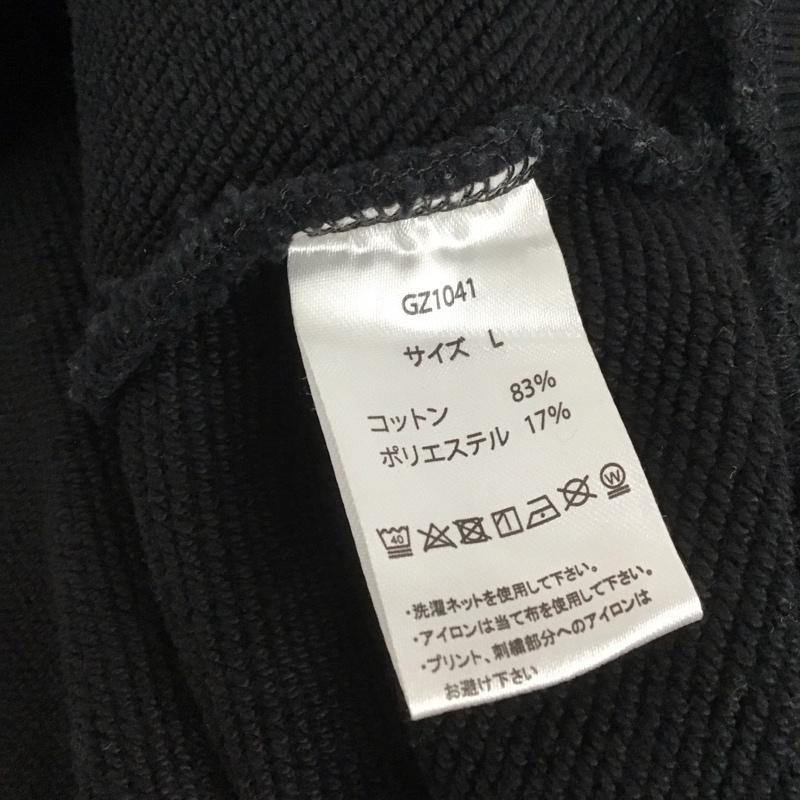 GZ1041
サイズ L
コットン 83%
ポリエステル 17%
40 W
・洗濯ネットを使用して下さい。
・アイロンは当て布を使用して下さい。
・プリント、刺繍部分へのアイロンは
お避け下さい